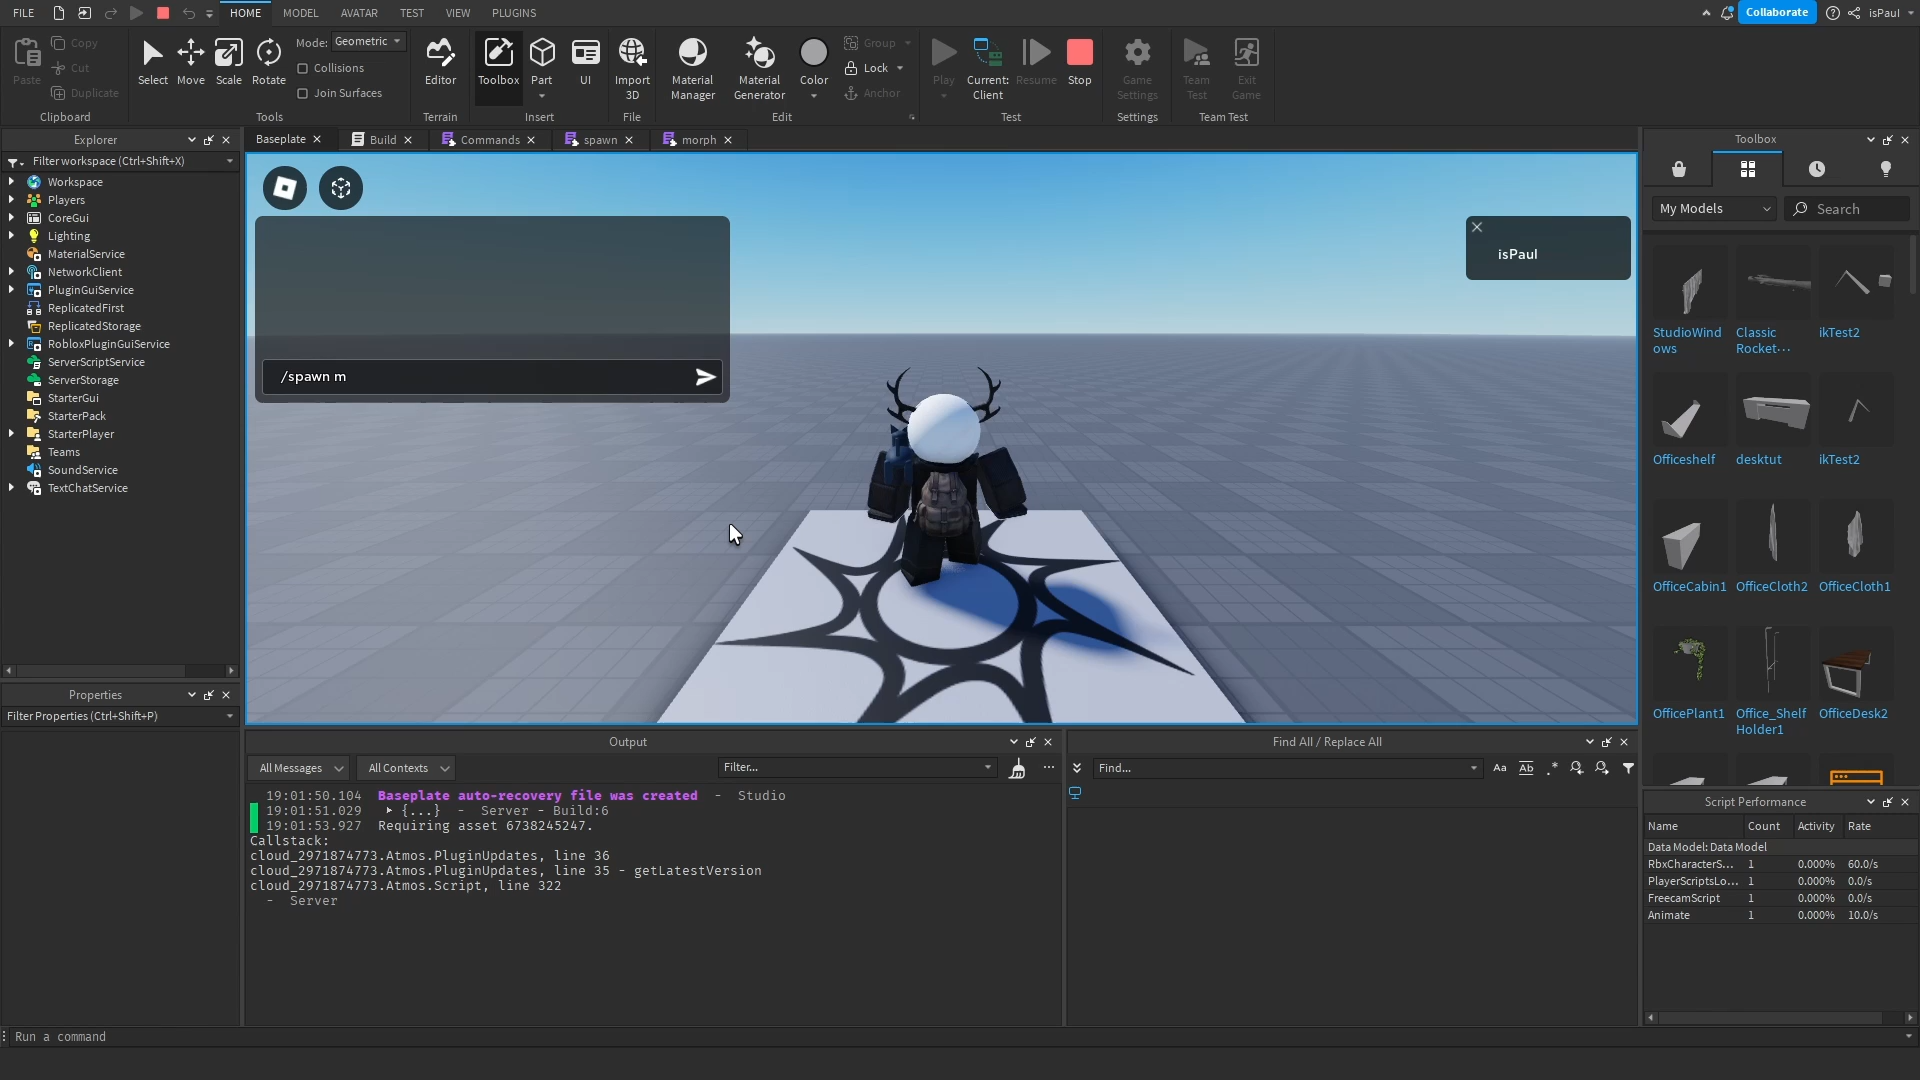 FILE HOME MODEL AVATAR TEST VIEW PLUGINS Collaborate isPaul
Paste Copy Cut Duplicate Clipboard
Select Move Scale Rotate Mode: Geometric Collisions Join Surfaces Tools
Editor Terrain
Toolbox Part UI Insert
Import 3D File
Material Manager Material Generator Color Group Lock Anchor Edit
Play Current: Client Resume Stop Test
Game Settings Settings
Team Test Exit Game Team Test
Explorer
Filter workspace (Ctrl+Shift+X)
Workspace
Players
CoreGui
Lighting
MaterialService
NetworkClient
PluginGuiService
ReplicatedFirst
ReplicatedStorage
RobloxPluginGuiService
ServerScriptService
ServerStorage
StarterGui
StarterPack
StarterPlayer
Teams
SoundService
TextChatService
Properties
Filter Properties (Ctrl+Shift+P)
Baseplate Build Commands spawn morph
/spawn m
isPaul
Output
All Messages All Contexts Filter...
19:01:50.104 Baseplate auto-recovery file was created - Studio
19:01:51.029 {...} - Server - Build:6
19:01:53.927 Requiring asset 6738245247.
Callstack:
cloud_2971874773.Atmos.PluginUpdates, line 36
cloud_2971874773.Atmos.PluginUpdates, line 35 - getLatestVersion
cloud_2971874773.Atmos.Script, line 322
- Server
Find All / Replace All
Find... Aa Ab .*
Toolbox
My Models Search
StudioWindows Classic Rocket... ikTest2
Officeshelf desktut ikTest2
OfficeCabin1 OfficeCloth2 OfficeCloth1
OfficePlant1 Office_Shelf Holder1 OfficeDesk2
Script Performance
Name Count Activity Rate
Data Model: Data Model
RbxCharacterS... 1 0.000% 60.0/s
PlayerScriptsLo... 1 0.000% 0.0/s
FreecamScript 1 0.000% 0.0/s
Animate 1 0.000% 10.0/s
Run a command